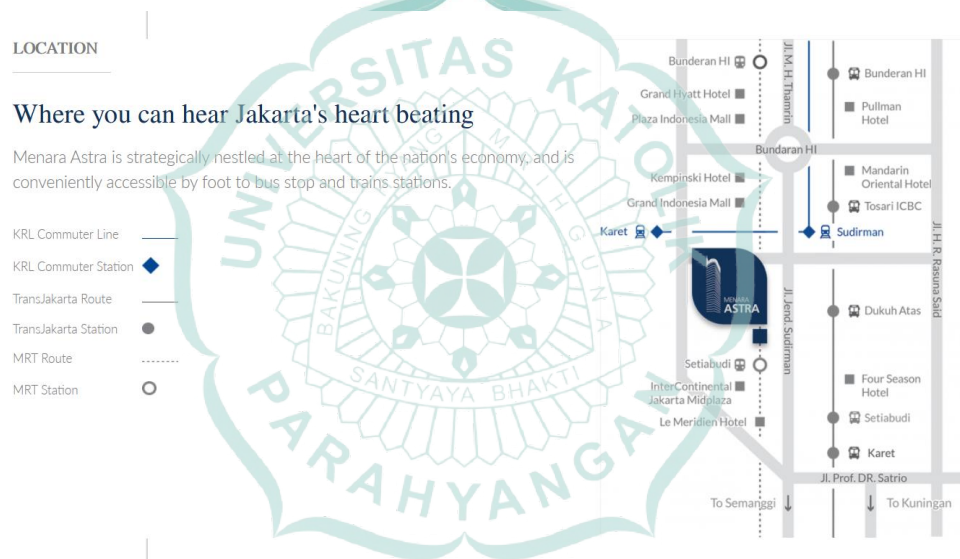 LOCATION
Where you can hear Jakarta's heart beating
Menara Astra is strategically nestled at the heart of the nation's economy, and is
conveniently accessible by foot to bus stop and trains stations.
KRL Commuter Line
KRL Commuter Station
TransJakarta Route
TransJakarta Station
MRT Route
MRT Station
UNIVERSITAS KATOLIK
PARAHYANGAN
BAKUNING HYANG MRIH GUNA
SANTYAYA BHAKTI
Bunderan HI
Grand Hyatt Hotel
Plaza Indonesia Mall
Jl. M. H. Thamrin
Bunderan HI
Pullman
Hotel
Bundaran HI
Kempinski Hotel
Grand Indonesia Mall
Mandarin
Oriental Hotel
Tosari ICBC
Karet
Sudirman
Jl. H. R. Rasuna Said
MENARA
ASTRA
Jl. Jend. Sudirman
Dukuh Atas
Setiabudi
InterContinental
Jakarta Midplaza
Le Meridien Hotel
Four Season
Hotel
Setiabudi
Karet
Jl. Prof. DR. Satrio
To Semanggi
To Kuningan